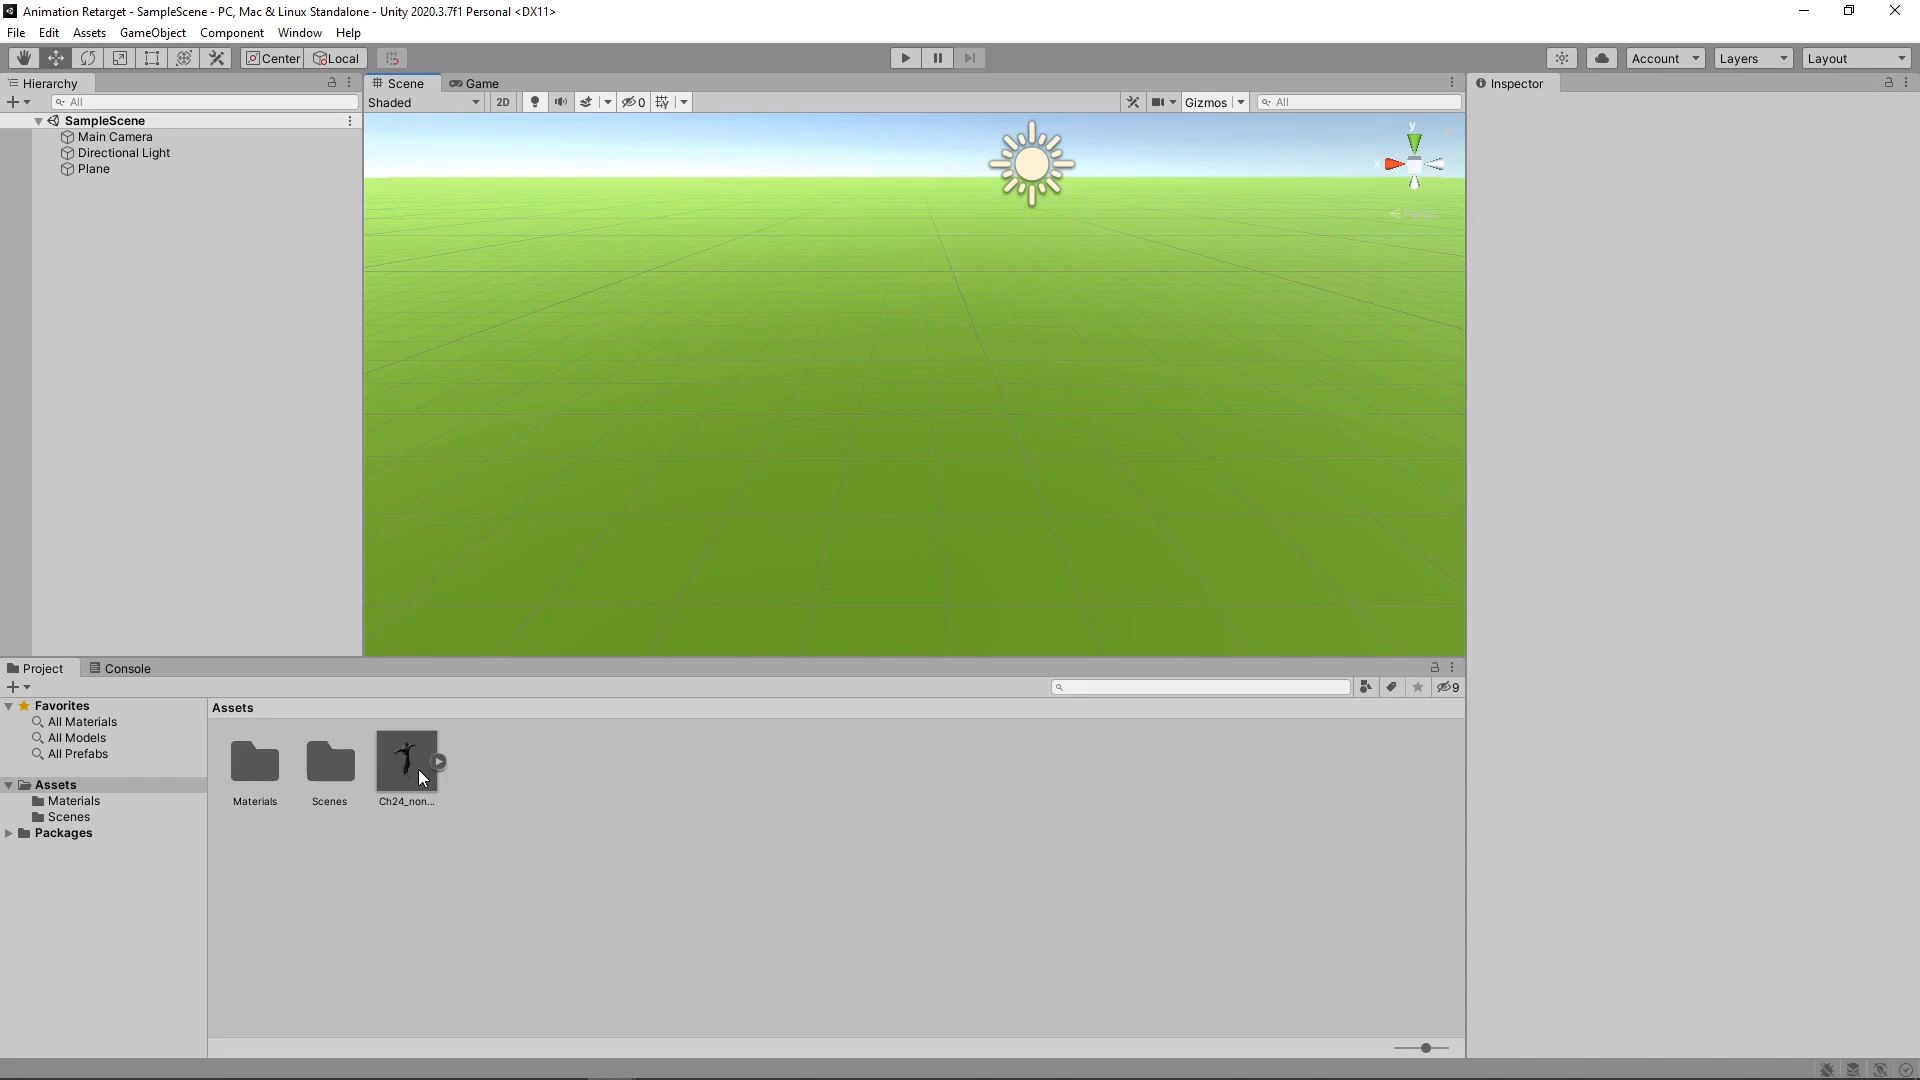 Animation Retarget - SampleScene - PC, Mac & Linux Standalone - Unity 2020.3.7f1 Personal <DX11>
File Edit Assets GameObject Component Window Help
Center Local Account Layers Layout
Hierarchy Scene Game Inspector
All Shaded 2D 0 Gizmos All
SampleScene
Main Camera
Directional Light
Plane
y
x
Persp
Project Console
9
Favorites
All Materials
All Models
All Prefabs
Assets
Materials
Scenes
Packages
Assets
Materials Scenes Ch24_non...